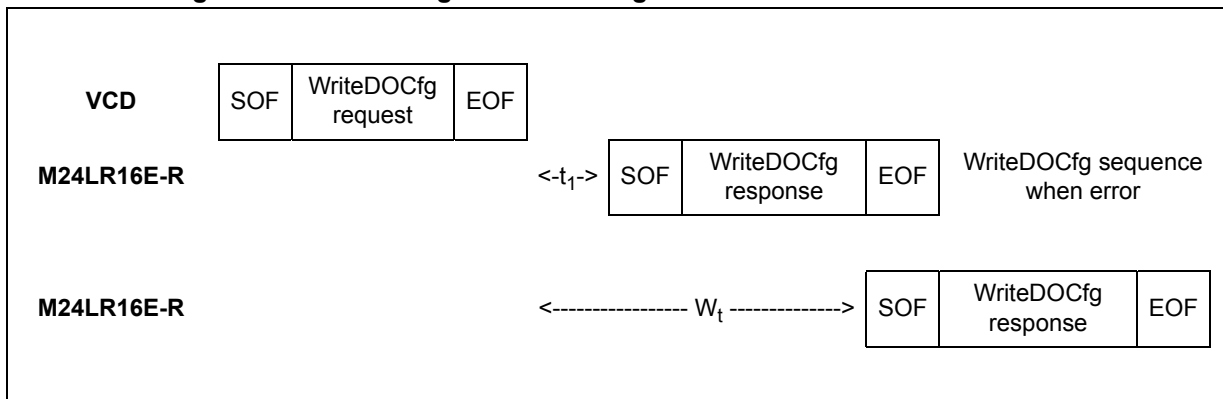 VCD SOF WriteDOCfg request EOF
M24LR16E-R <-t1-> SOF WriteDOCfg response EOF WriteDOCfg sequence when error
M24LR16E-R <----------------- Wt --------------> SOF WriteDOCfg response EOF